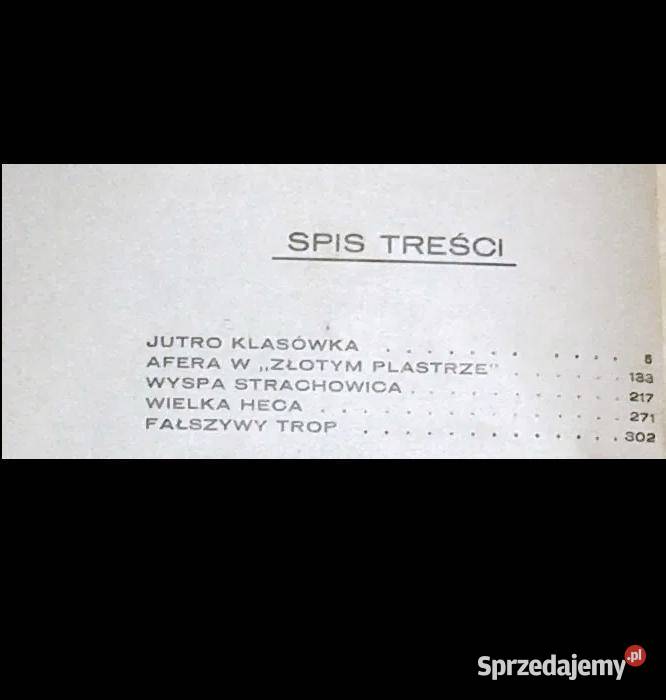 SPIS TREŚCI
JUTRO KLASÓWKA . . . . . . . . . . . 5
AFERA W „ZŁOTYM PLASTRZE" . . . . . . 133
WYSPA STRACHOWICA . . . . . . . . . . 217
WIELKA HECA . . . . . . . . . . . . . 271
FAŁSZYWY TROP . . . . . . . . . . . . 302
Sprzedajemy.pl